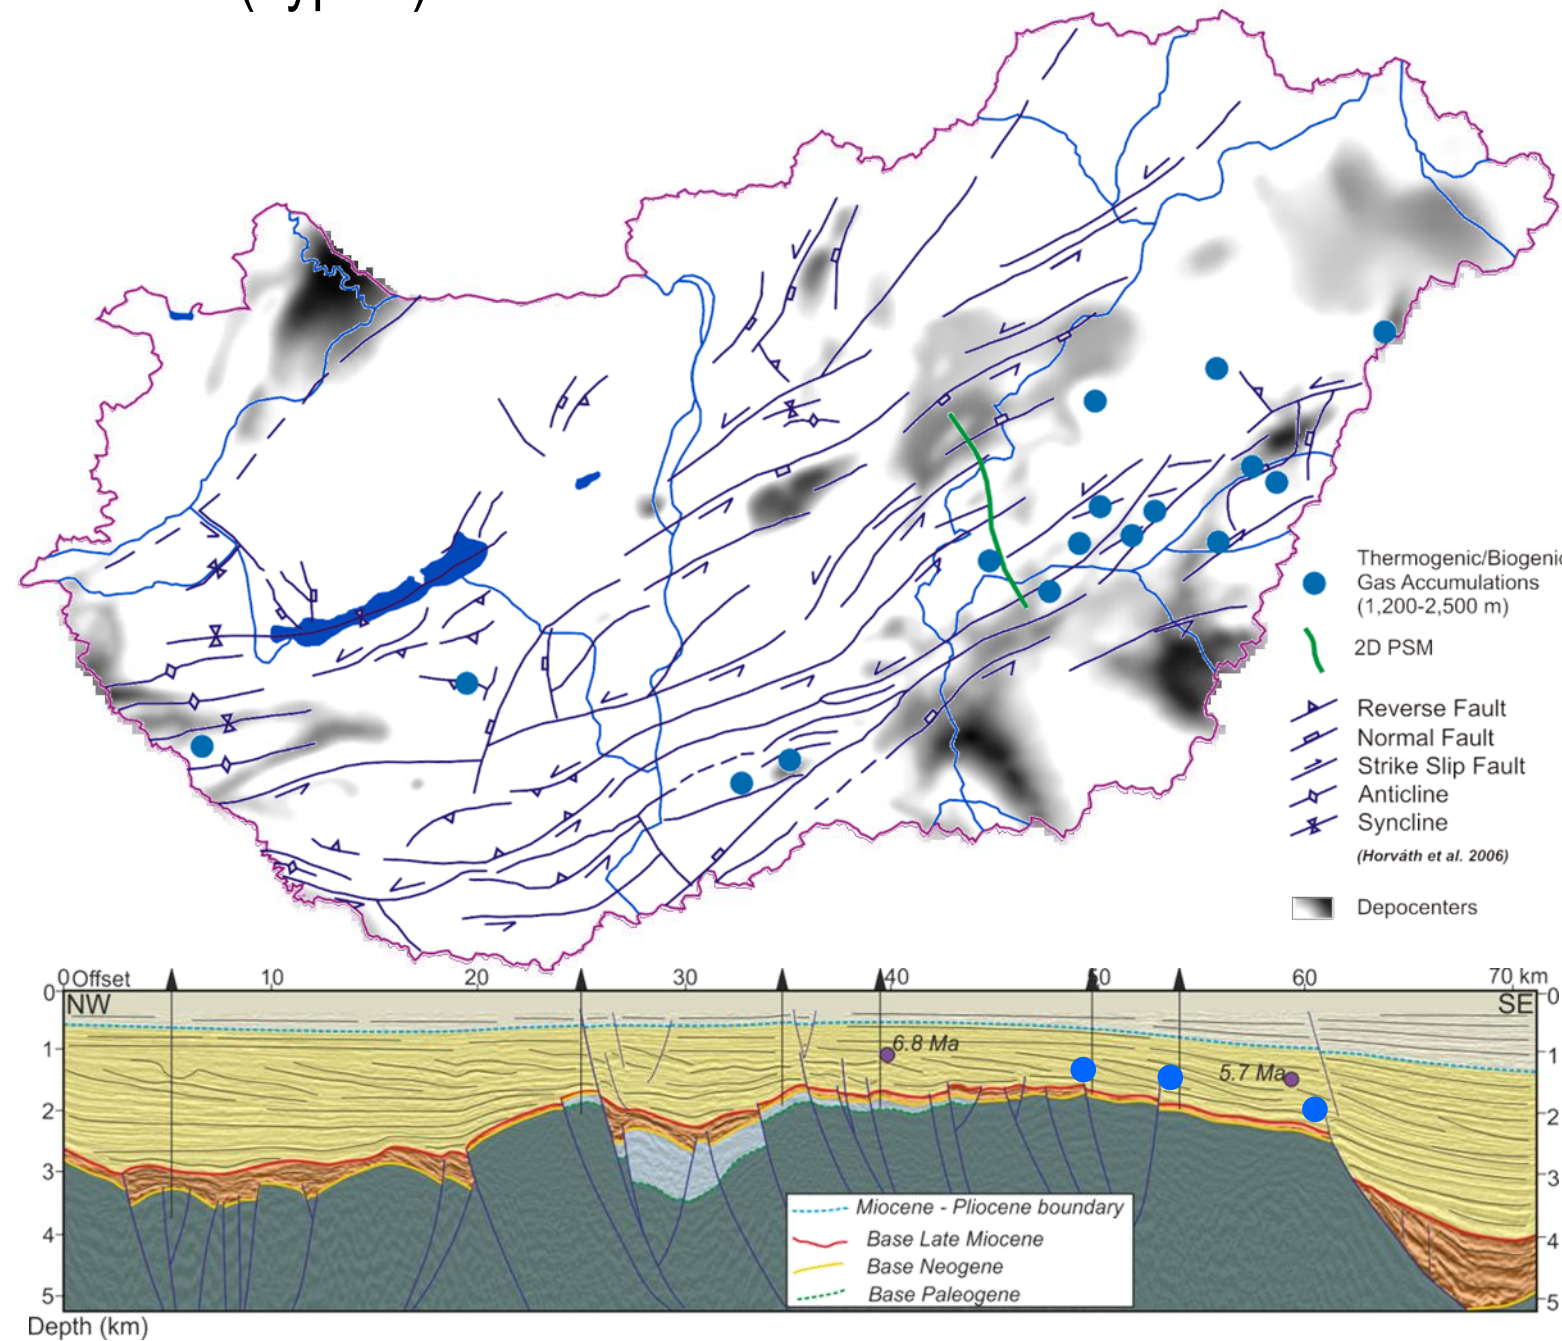 Thermogenic/Biogenic
Gas Accumulations
(1,200-2,500 m)
2D PSM
Reverse Fault
Normal Fault
Strike Slip Fault
Anticline
Syncline
(Horváth et al. 2006)
Depocenters
0 Offset 10 20 30 40 50 60 70 km
0 NW SE 0
1 6.8 Ma 5.7 Ma 1
2 2
3 3
Miocene - Pliocene boundary
4 Base Late Miocene 4
Base Neogene
5 Base Paleogene 5
Depth (km)